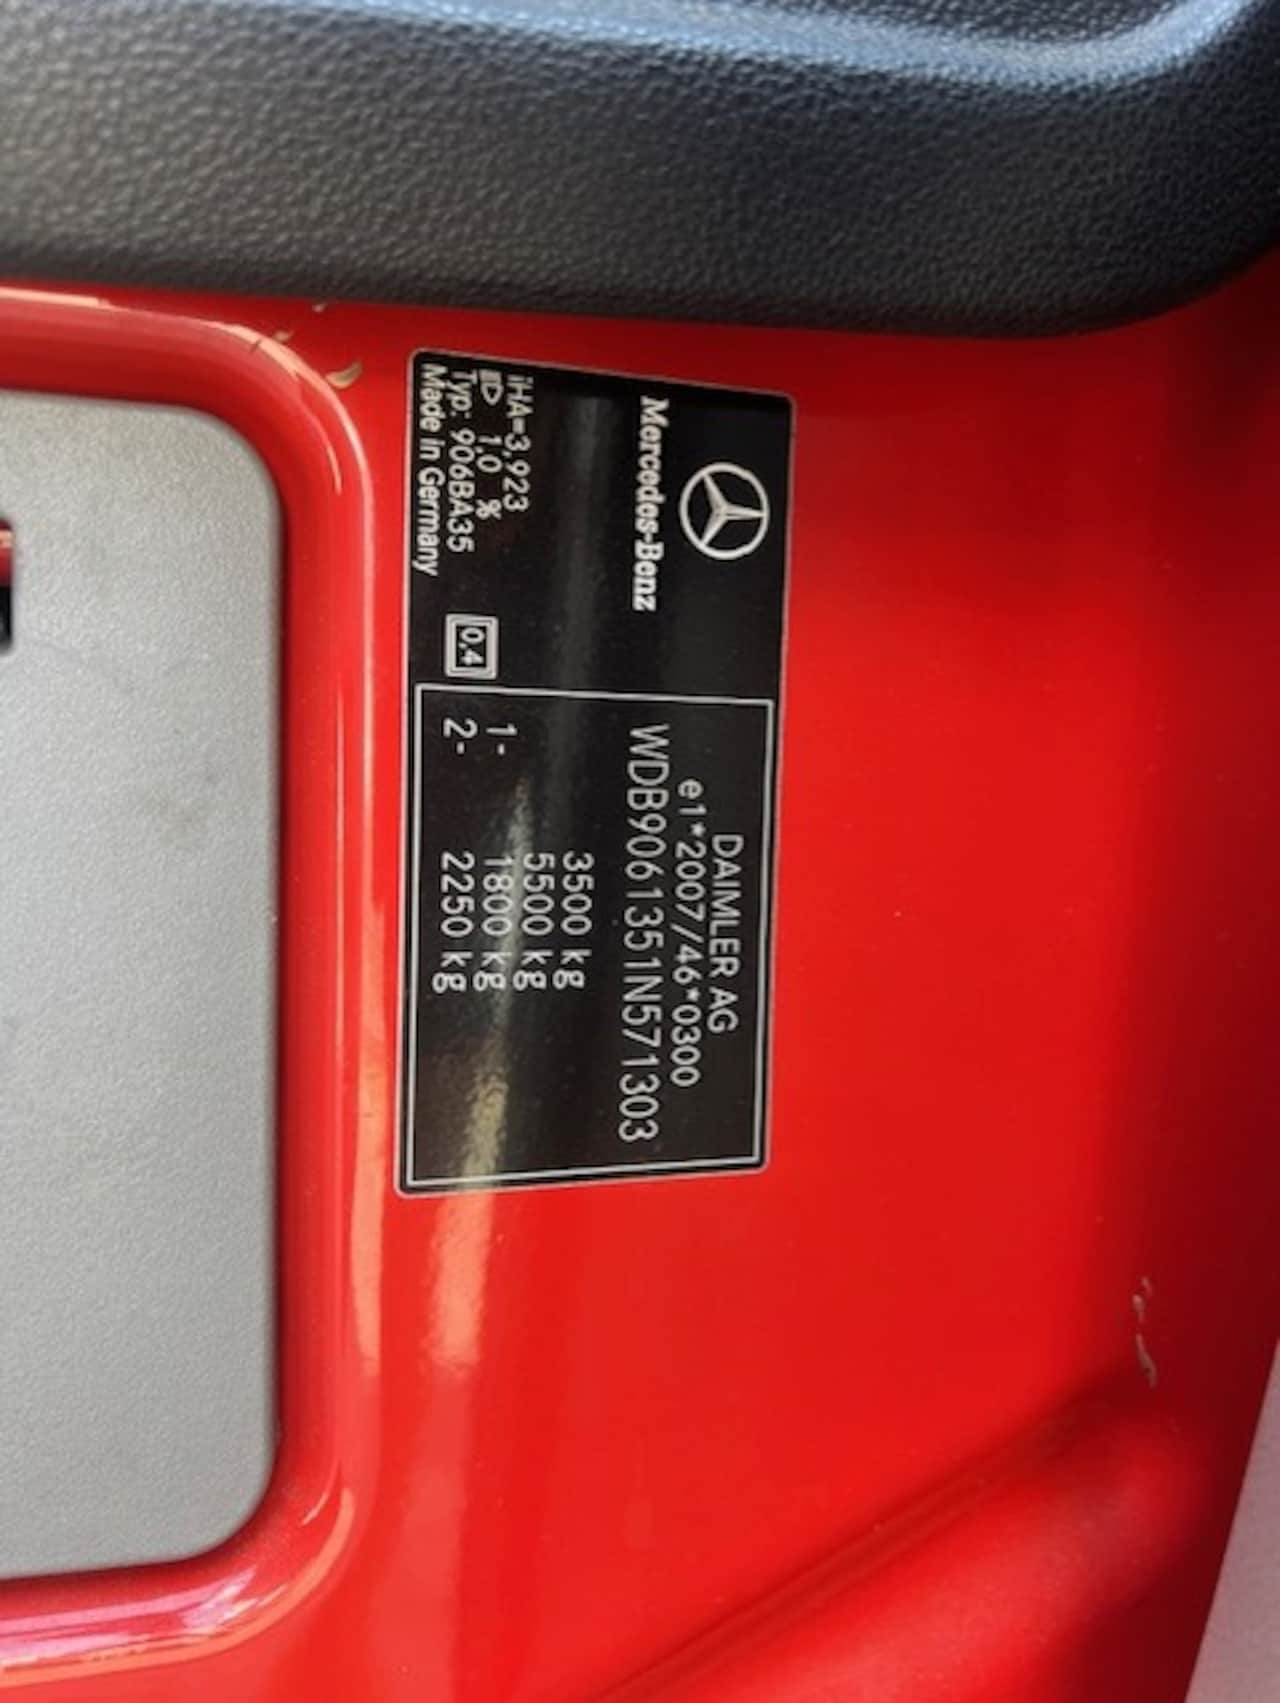 Mercedes-Benz
iHA=3,923
1,0 %
Typ: 906BA35
Made in Germany
0,4
DAIMLER AG
e1*2007/46*0300
WDB9061351N571303
3500 kg
5500 kg
1- 1800 kg
2- 2250 kg